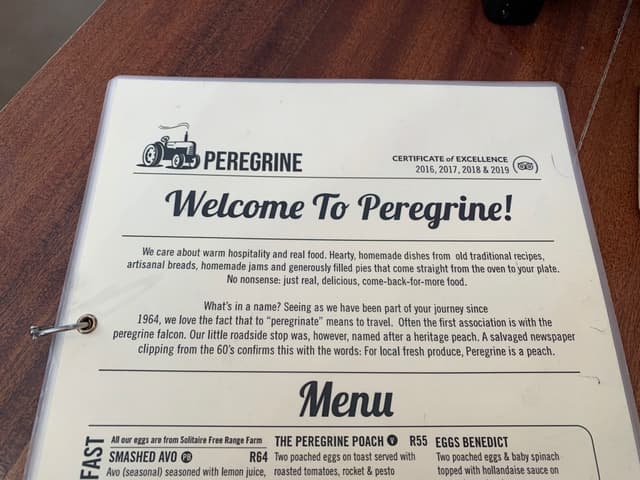 PEREGRINE
CERTIFICATE of EXCELLENCE
2016, 2017, 2018 & 2019
Welcome To Peregrine!
We care about warm hospitality and real food. Hearty, homemade dishes from old traditional recipes,
artisanal breads, homemade jams and generously filled pies that come straight from the oven to your plate.
No nonsense: just real, delicious, come-back-for-more food.
What's in a name? Seeing as we have been part of your journey since
1964, we love the fact that to "peregrinate" means to travel. Often the first association is with the
peregrine falcon. Our little roadside stop was, however, named after a heritage peach. A salvaged newspaper
clipping from the 60's confirms this with the words: For local fresh produce, Peregrine is a peach.
Menu
FAST
All our eggs are from Solitaire Free Range Farm
SMASHED AVO PB R64
Avo (seasonal) seasoned with lemon juice,
THE PEREGRINE POACH V R55
Two poached eggs on toast served with
roasted tomatoes, rocket & pesto
EGGS BENEDICT
Two poached eggs & baby spinach
topped with hollandaise sauce on